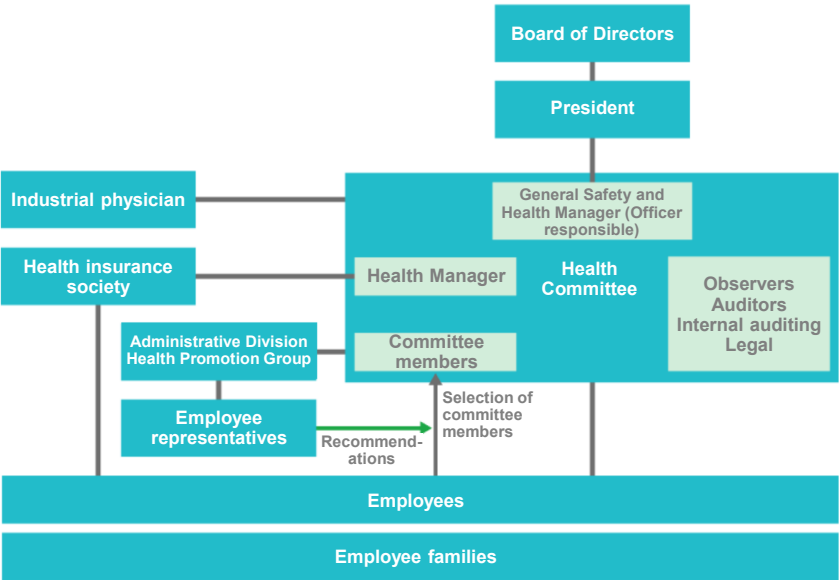 Board of Directors
President
Industrial physician
General Safety and
Health Manager (Officer
responsible)
Health insurance
society
Health Manager
Health
Committee
Observers
Auditors
Internal auditing
Legal
Administrative Division
Health Promotion Group
Committee
members
Employee
representatives
Recommend-
ations
Selection of
committee
members
Employees
Employee families